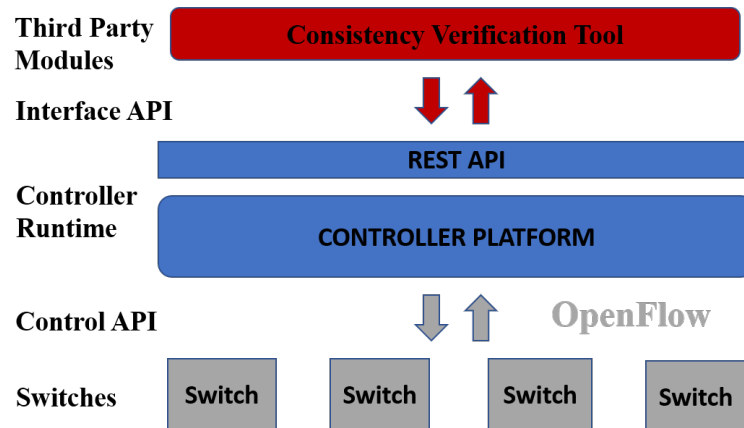 Third Party
Modules
Consistency Verification Tool
Interface API
REST API
Controller
Runtime
CONTROLLER PLATFORM
Control API
OpenFlow
Switches
Switch
Switch
Switch
Switch